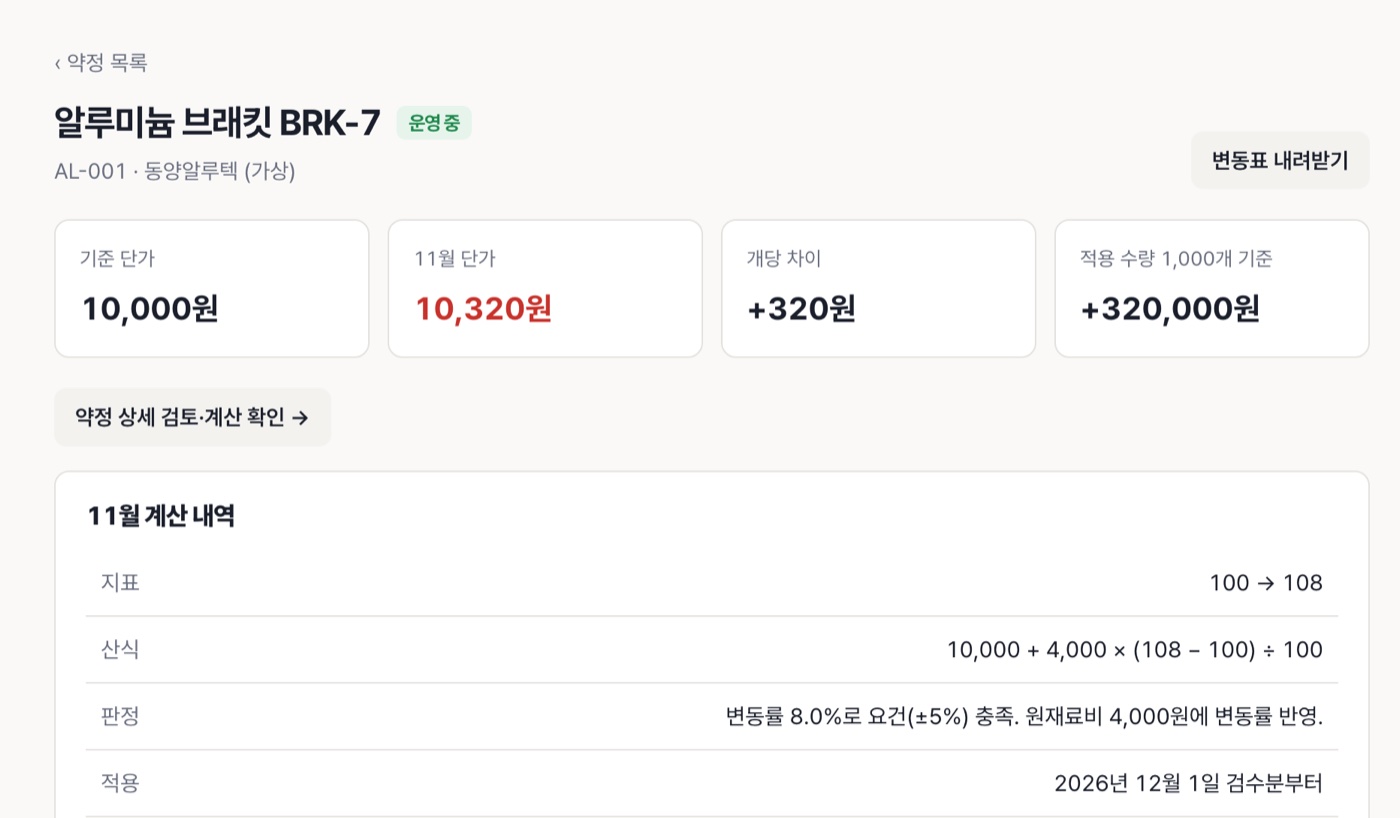 ‹ 약정 목록
알루미늄 브래킷 BRK-7 운영 중
AL-001 · 동양알루텍 (가상)
변동표 내려받기
기준 단가
10,000원
11월 단가
10,320원
개당 차이
+320원
적용 수량 1,000개 기준
+320,000원
약정 상세 검토·계산 확인 →
11월 계산 내역
지표 100 → 108
산식 10,000 + 4,000 × (108 − 100) ÷ 100
판정 변동률 8.0%로 요건(±5%) 충족. 원재료비 4,000원에 변동률 반영.
적용 2026년 12월 1일 검수분부터